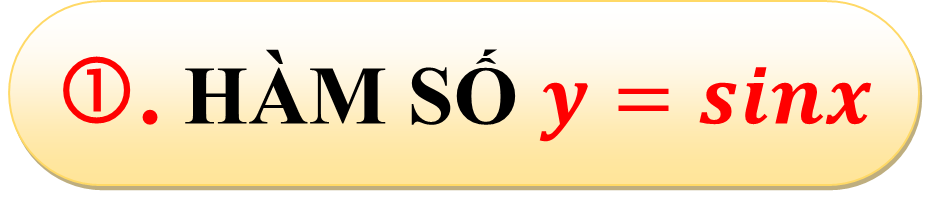 ①. HÀM SỐ y = sinx